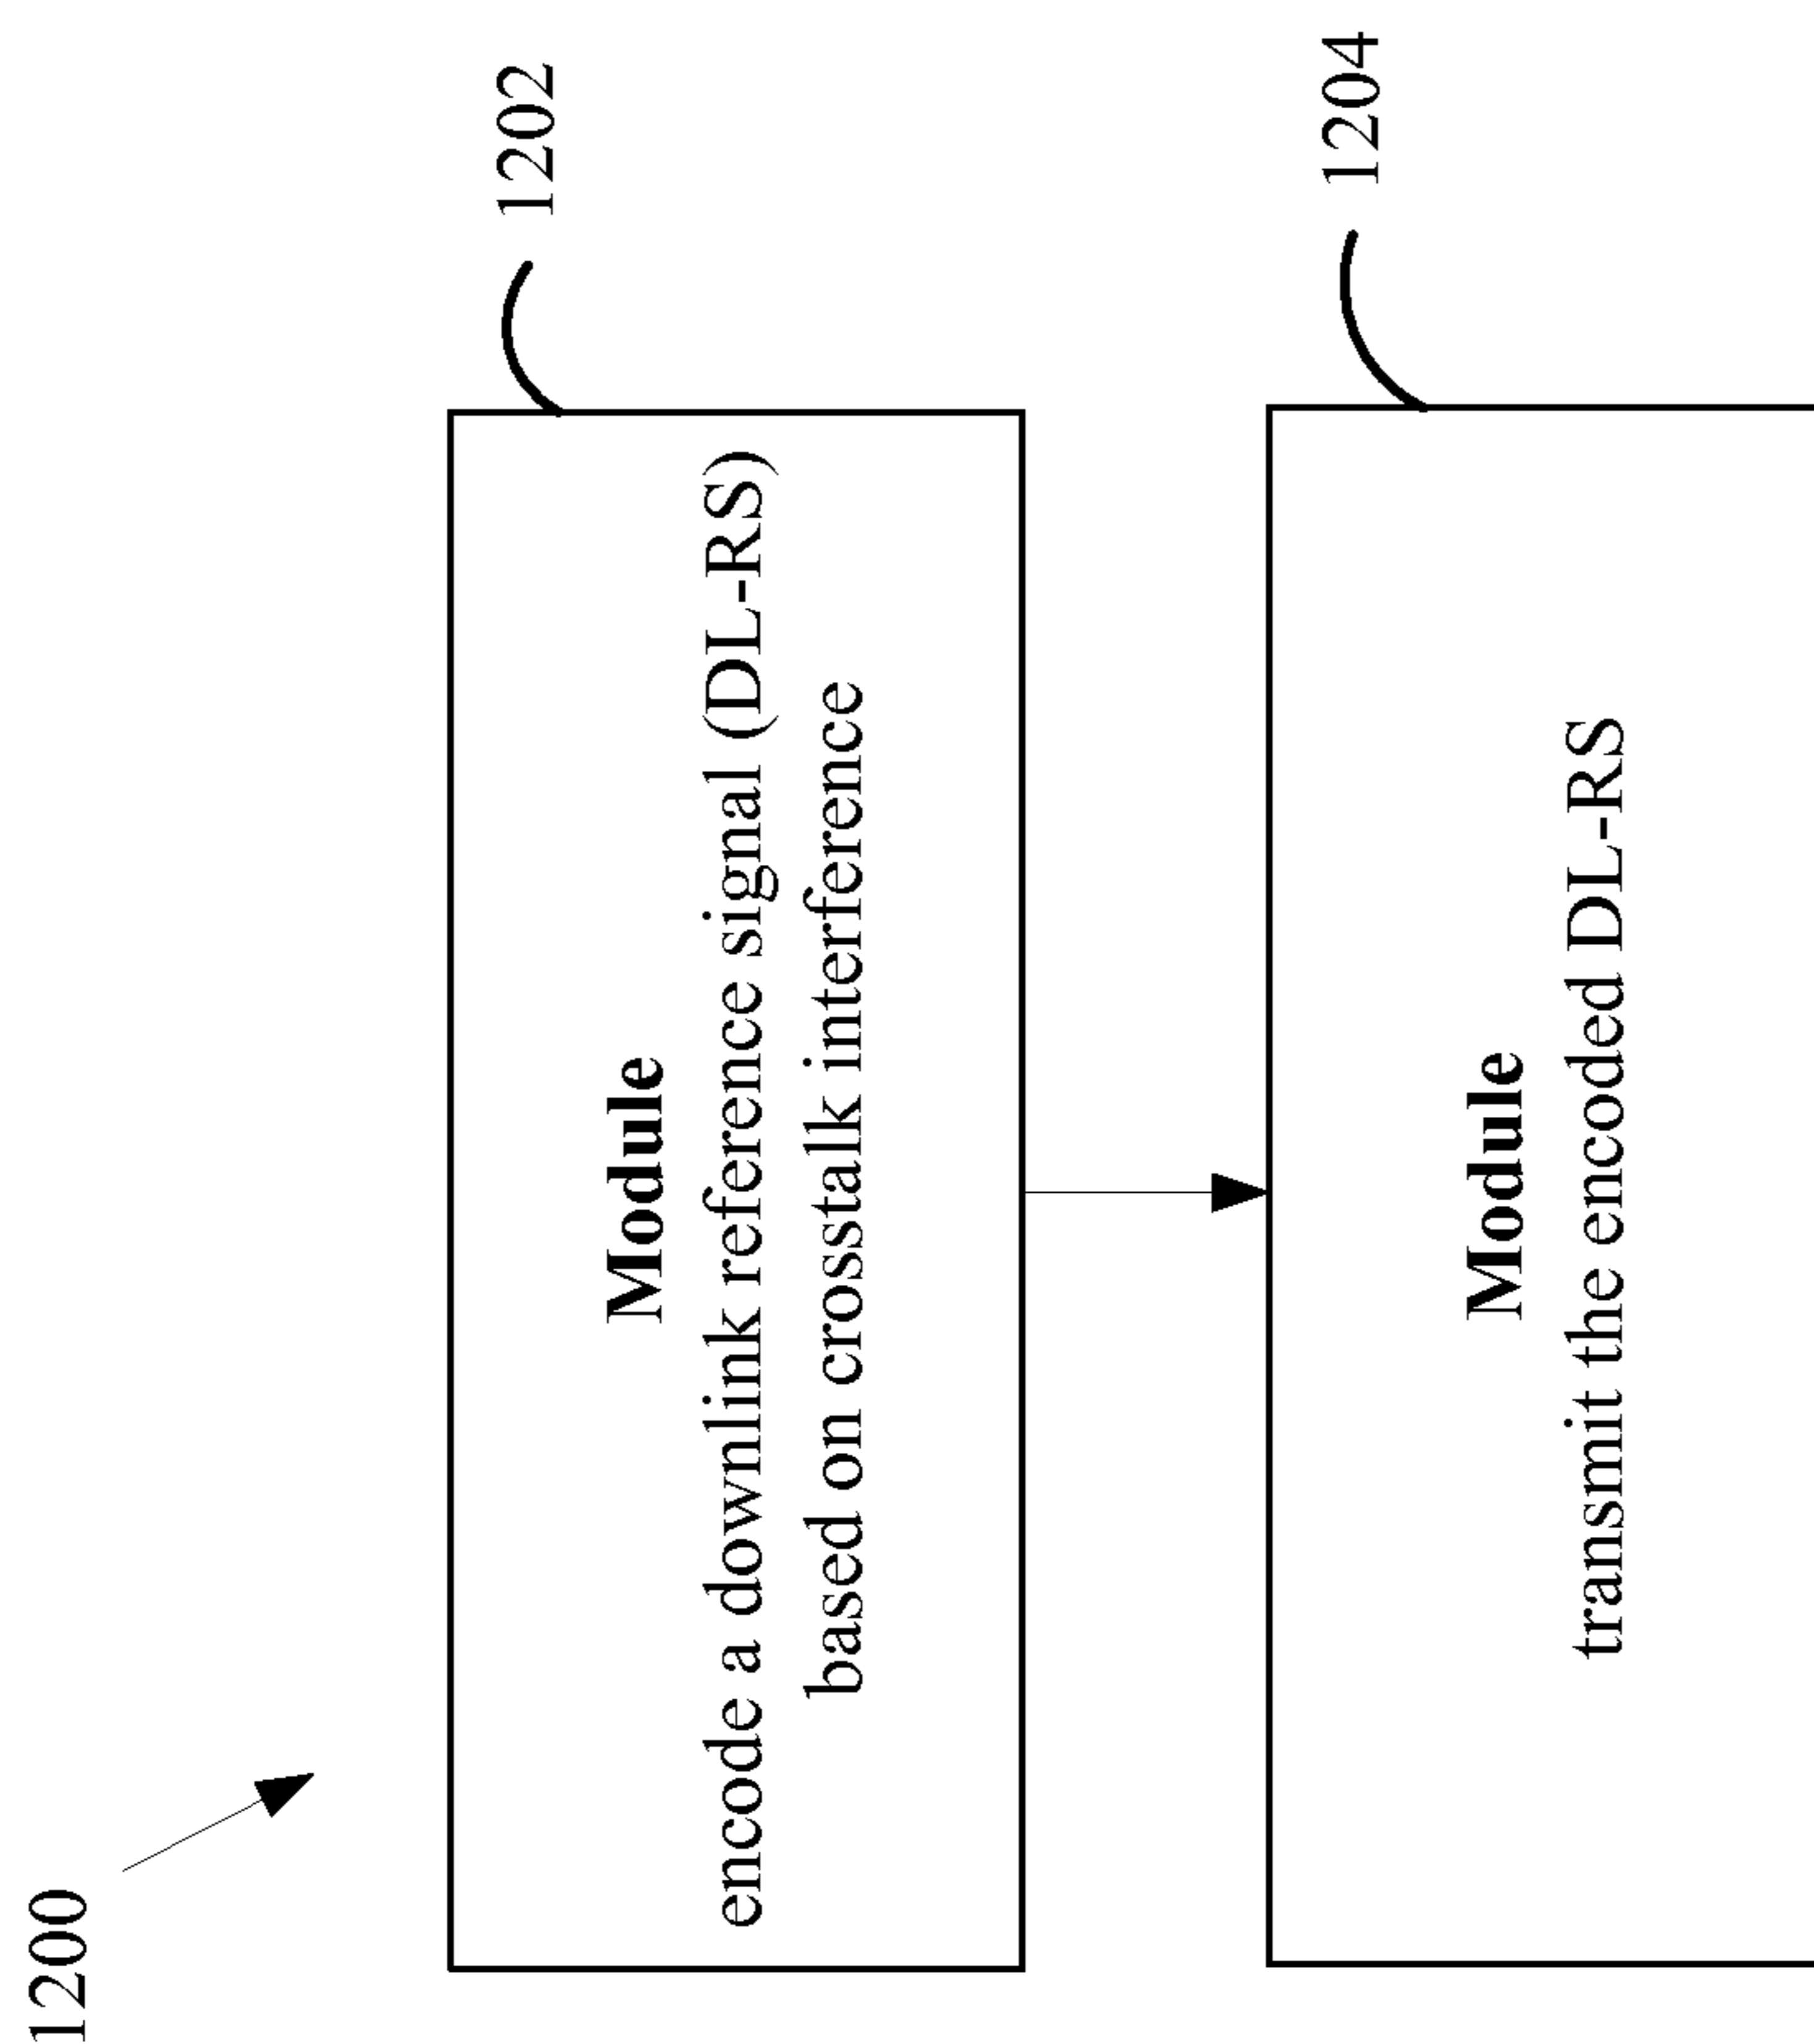 1200
1202
Module
encode a downlink reference signal (DL-RS)
based on crosstalk interference
1204
Module
transmit the encoded DL-RS